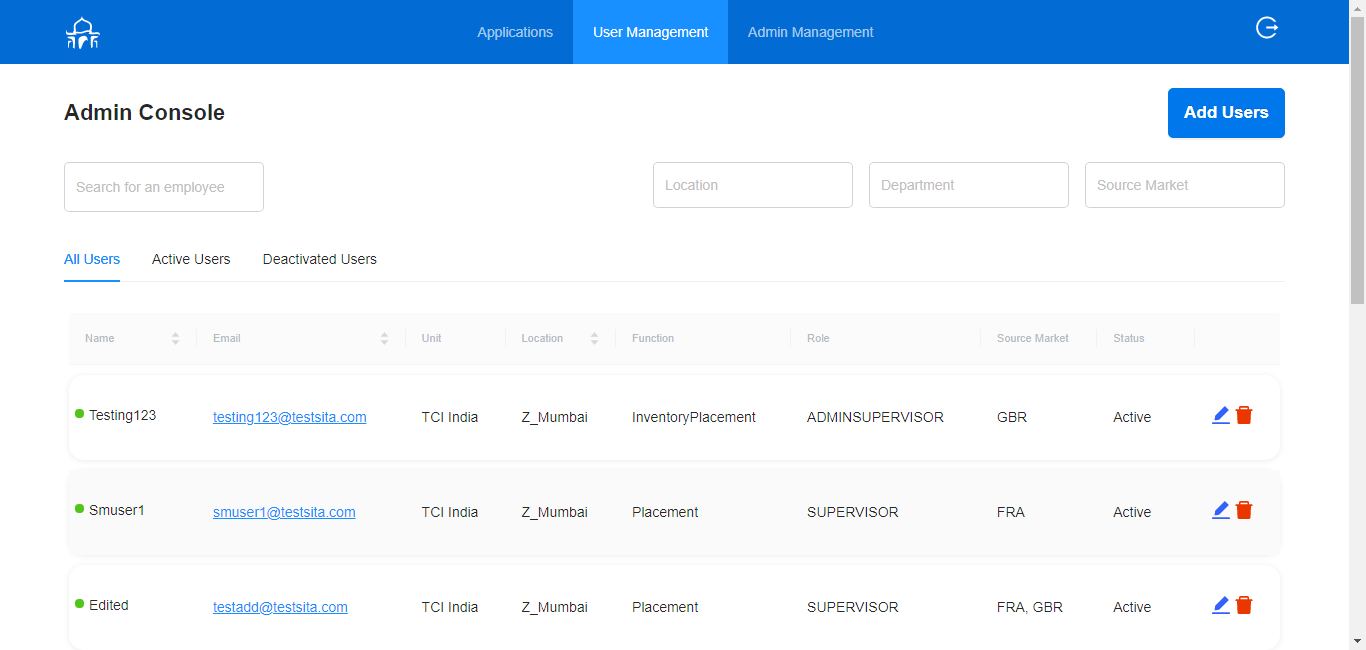 Applications User Management Admin Management
Admin Console Add Users
Search for an employee Location Department Source Market
All Users Active Users Deactivated Users
Name Email Unit Location Function Role Source Market Status
Testing123 testing123@testsita.com TCI India Z_Mumbai InventoryPlacement ADMINSUPERVISOR GBR Active
Smuser1 smuser1@testsita.com TCI India Z_Mumbai Placement SUPERVISOR FRA Active
Edited testadd@testsita.com TCI India Z_Mumbai Placement SUPERVISOR FRA, GBR Active